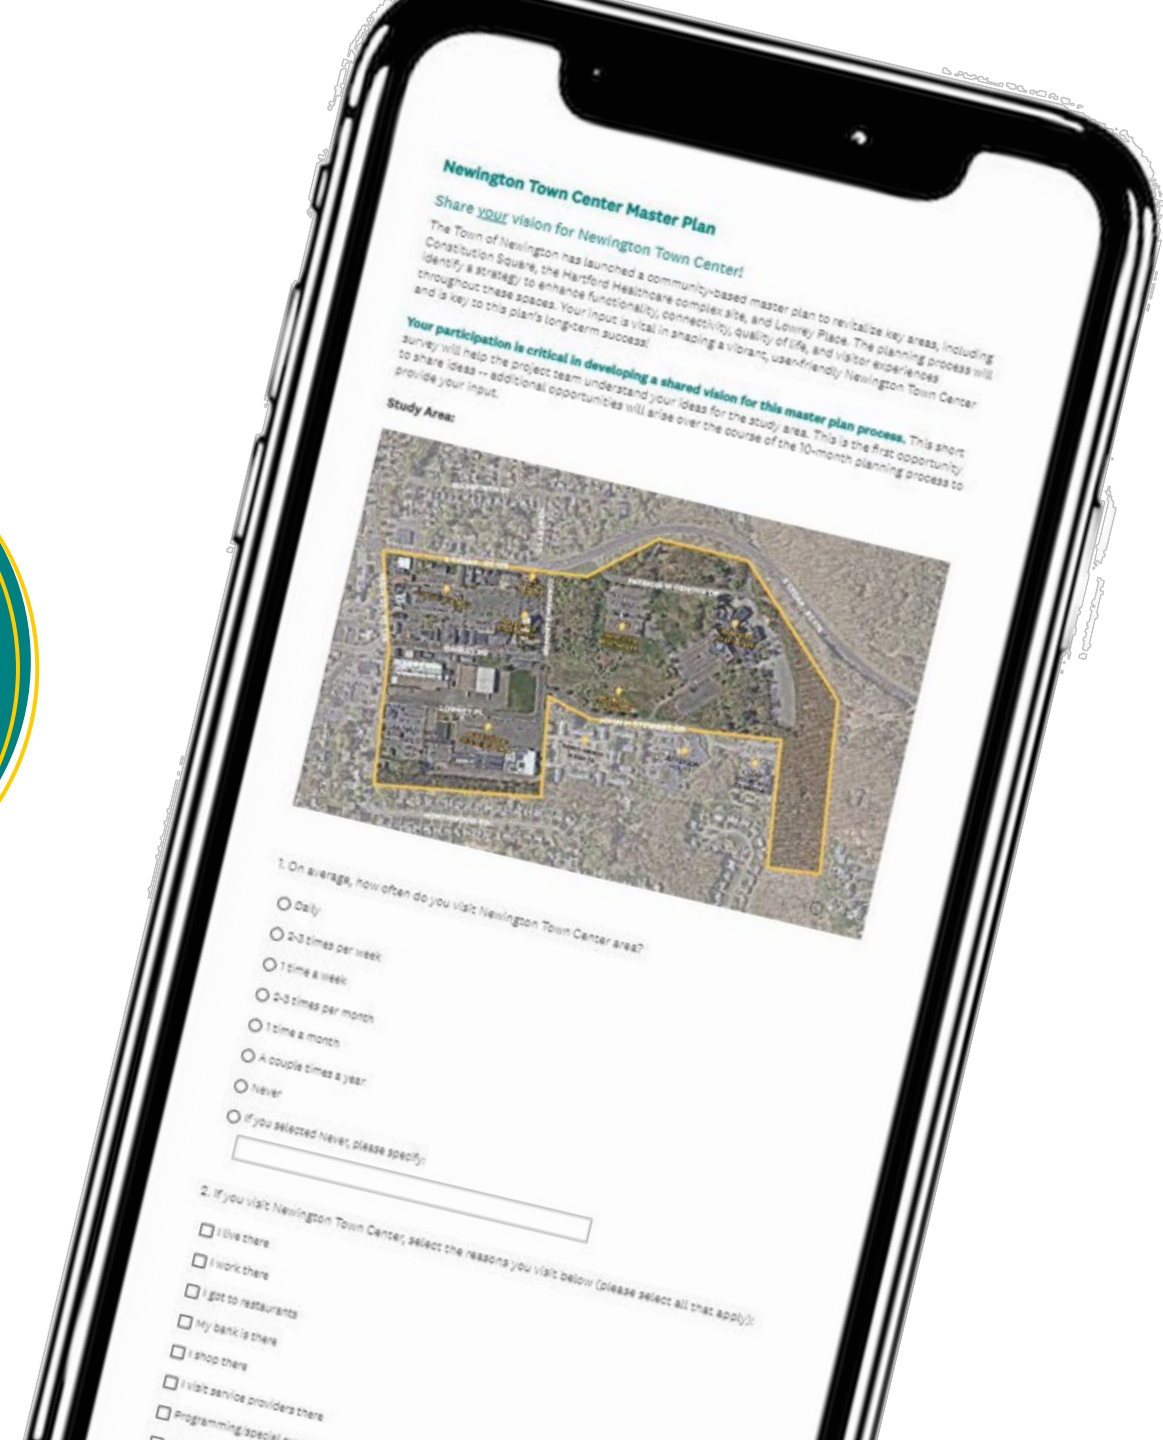 Newington Town Center Master Plan
Share your vision for Newington Town Center!
The Town of Newington has launched a community-based master plan to revitalize key areas, including
Constitution Square, the Hartford Healthcare complex site, and Lowrey Place. The planning process will
identify a strategy to enhance functionality, connectivity, quality of life, and visitor experiences
throughout these spaces. Your input is vital in shaping a vibrant, user-friendly Newington Town Center
and is key to this plan's long-term success!
Your participation is critical in developing a shared vision for this master plan process. This short
survey will help the project team understand your ideas for the study area. This is the first opportunity
to share ideas -- additional opportunities will arise over the course of the 10-month planning process to
provide your input.
Study Area:
LOWREY PL
1. On average, how often do you visit Newington Town Center area?
Daily
2-3 times per week
1 time a week
2-3 times per month
1 time a month
A couple times a year
Never
If you selected Never, please specify:
2. If you visit Newington Town Center, select the reasons you visit below (please select all that apply):
I live there
I work there
I got to restaurants
My bank is there
I shop there
I visit service providers there
Programming/special